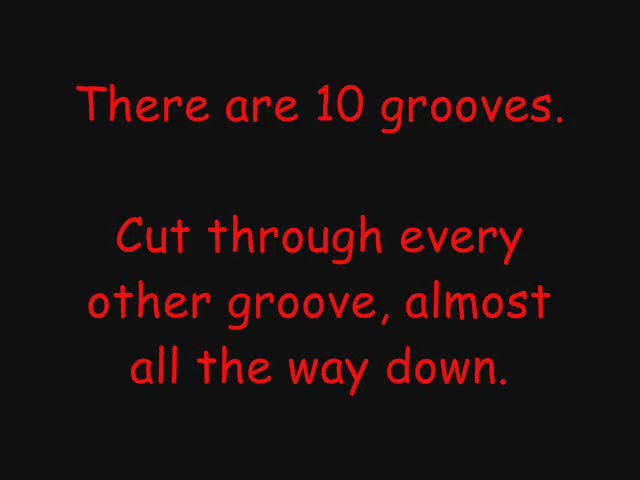 There are 10 grooves.
Cut through every
other groove, almost
all the way down.